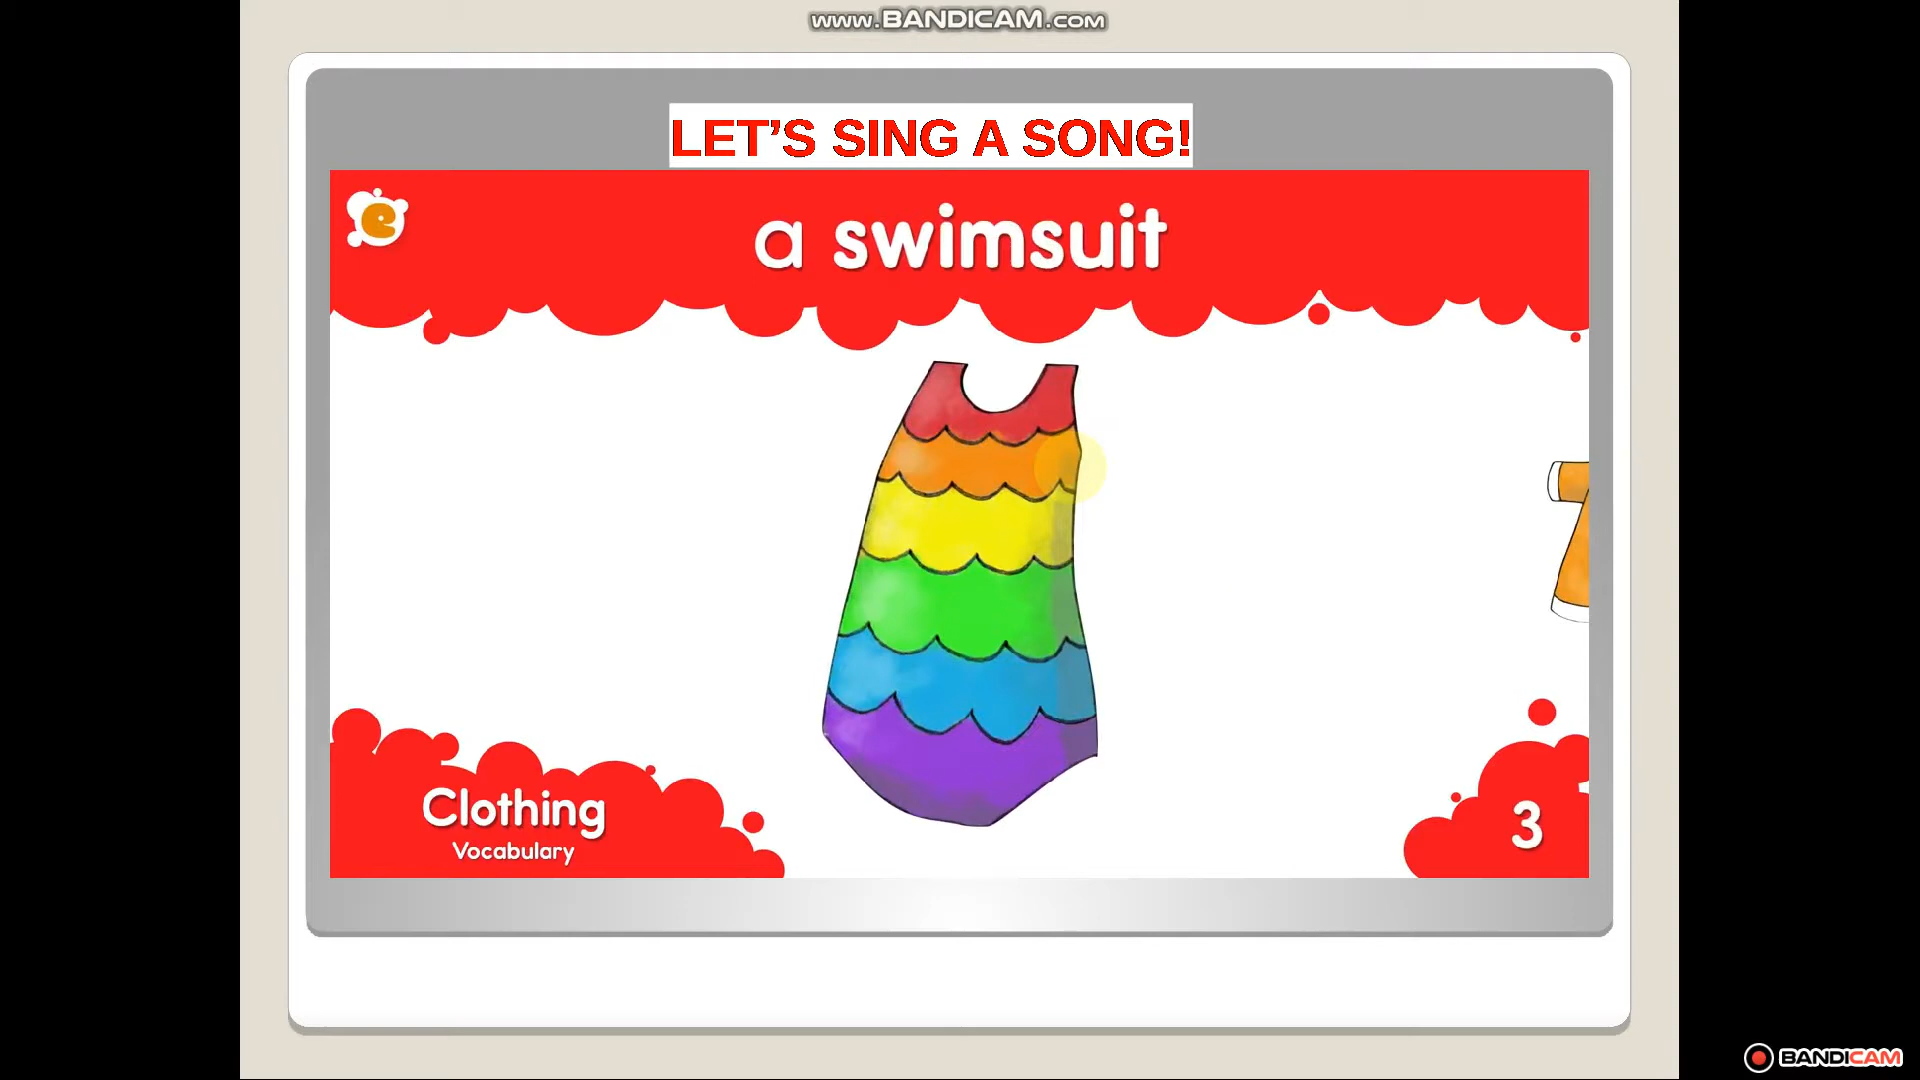 www.BANDICAM.com
LET’S SING A SONG!
e
a swimsuit
Clothing
Vocabulary
3
BANDICAM